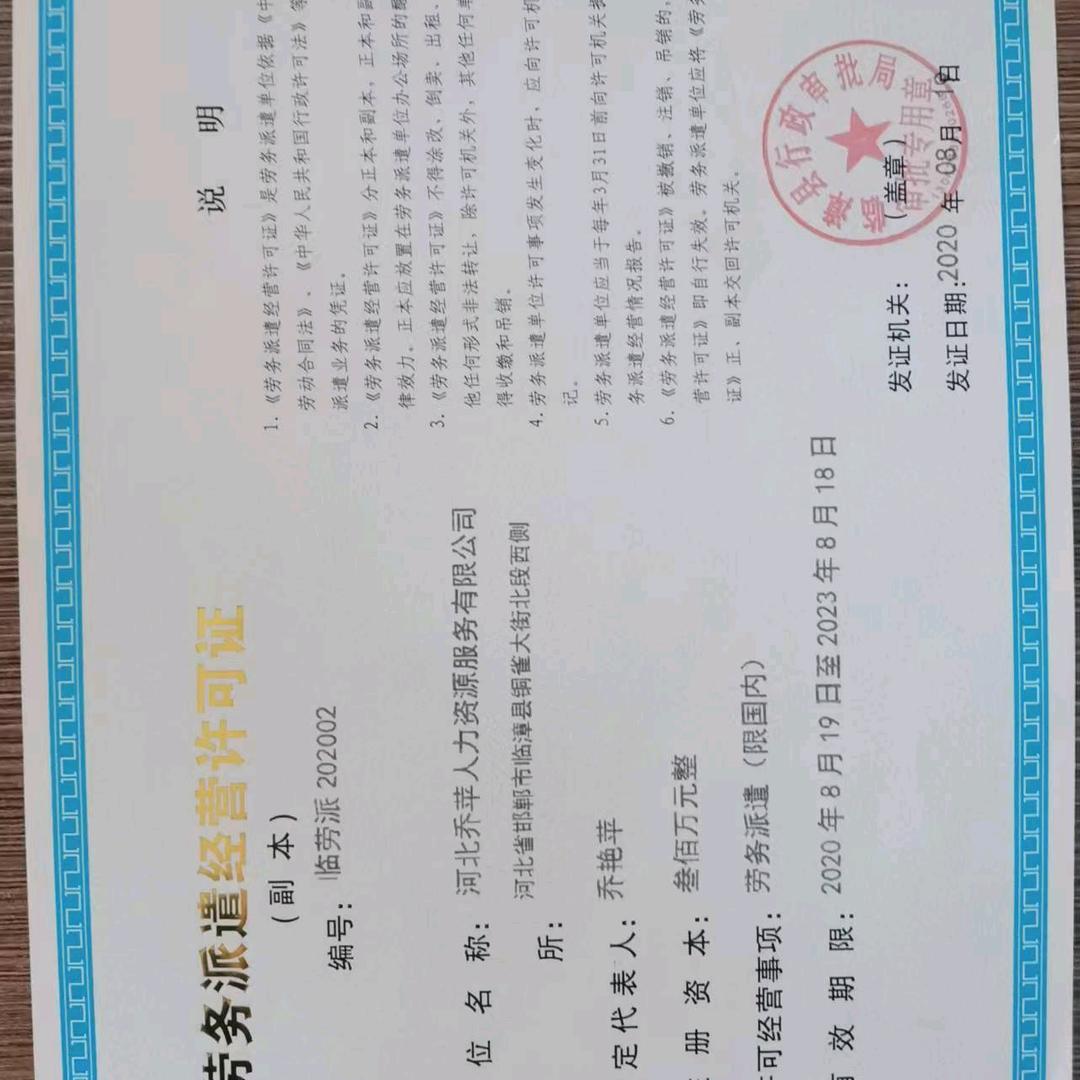 劳务派遣经营许可证
(副 本)
编号: 临劳派 202002
位 名 称: 河北乔苹人力资源服务有限公司
所: 河北省邯郸市临漳县铜雀大街北段西侧
定代表人: 乔艳苹
册 资 本: 叁佰万元整
可经营事项: 劳务派遣（限国内）
效 期 限: 2020 年 8 月 19 日至 2023 年 8 月 18 日
说 明
1. 《劳务派遣经营许可证》是劳务派遣单位依据《中
劳动合同法》、《中华人民共和国行政许可法》等
派遣业务的凭证。
2. 《劳务派遣经营许可证》分正本和副本，正本和副
律效力。正本应放置在劳务派遣单位办公场所的醒
3. 《劳务派遣经营许可证》不得涂改、倒卖、出租、
他任何形式非法转让，除许可机关外，其他任何单
得收缴和吊销。
4. 劳务派遣单位许可事项发生变化时，应向许可机
记。
5. 劳务派遣单位应当于每年3月31日前向许可机关
务派遣经营情况报告。
6. 《劳务派遣经营许可证》被撤销、注销、吊销的，
营许可证》即自行失效。劳务派遣单位应将《劳务
证》正、副本交回许可机关。
发证机关: （盖章）
发证日期: 2020 年 08月 19日
临漳县行政审批局
审批专用章